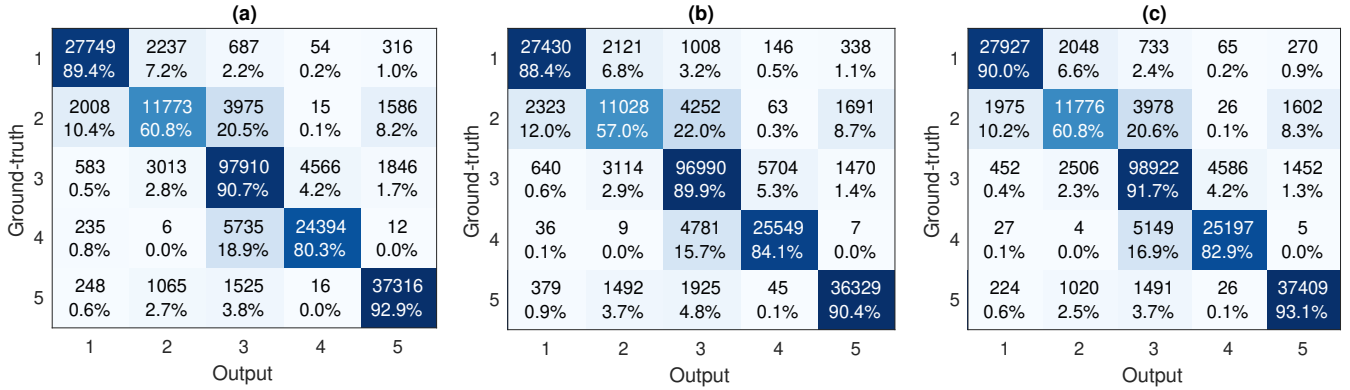 (a)
1 27749 2237 687 54 316
89.4% 7.2% 2.2% 0.2% 1.0%
2 2008 11773 3975 15 1586
10.4% 60.8% 20.5% 0.1% 8.2%
3 583 3013 97910 4566 1846
0.5% 2.8% 90.7% 4.2% 1.7%
4 235 6 5735 24394 12
0.8% 0.0% 18.9% 80.3% 0.0%
5 248 1065 1525 16 37316
0.6% 2.7% 3.8% 0.0% 92.9%
1 2 3 4 5
Output
Ground-truth
(b)
1 27430 2121 1008 146 338
88.4% 6.8% 3.2% 0.5% 1.1%
2 2323 11028 4252 63 1691
12.0% 57.0% 22.0% 0.3% 8.7%
3 640 3114 96990 5704 1470
0.6% 2.9% 89.9% 5.3% 1.4%
4 36 9 4781 25549 7
0.1% 0.0% 15.7% 84.1% 0.0%
5 379 1492 1925 45 36329
0.9% 3.7% 4.8% 0.1% 90.4%
1 2 3 4 5
Output
Ground-truth
(c)
1 27927 2048 733 65 270
90.0% 6.6% 2.4% 0.2% 0.9%
2 1975 11776 3978 26 1602
10.2% 60.8% 20.6% 0.1% 8.3%
3 452 2506 98922 4586 1452
0.4% 2.3% 91.7% 4.2% 1.3%
4 27 4 5149 25197 5
0.1% 0.0% 16.9% 82.9% 0.0%
5 224 1020 1491 26 37409
0.6% 2.5% 3.7% 0.1% 93.1%
1 2 3 4 5
Output
Ground-truth